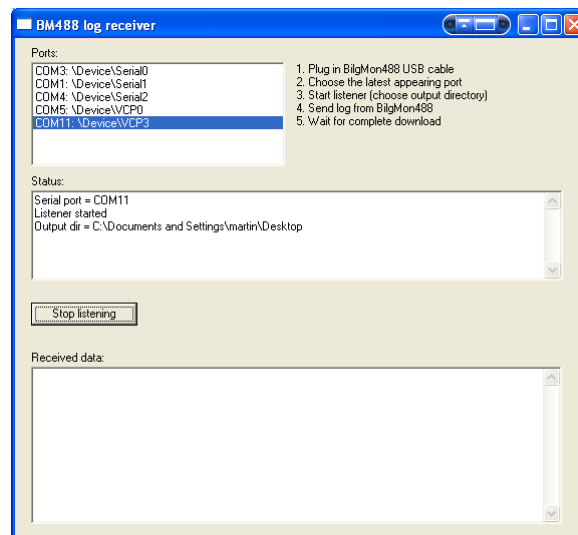 BM488 log receiver
Ports:
COM3: \Device\Serial0
COM1: \Device\Serial1
COM4: \Device\Serial2
COM5: \Device\VCP0
COM11: \Device\VCP3
1. Plug in BilgMon488 USB cable
2. Choose the latest appearing port
3. Start listener (choose output directory)
4. Send log from BilgMon488
5. Wait for complete download
Status:
Serial port = COM11
Listener started
Output dir = C:\Documents and Settings\martin\Desktop
Stop listening
Received data: